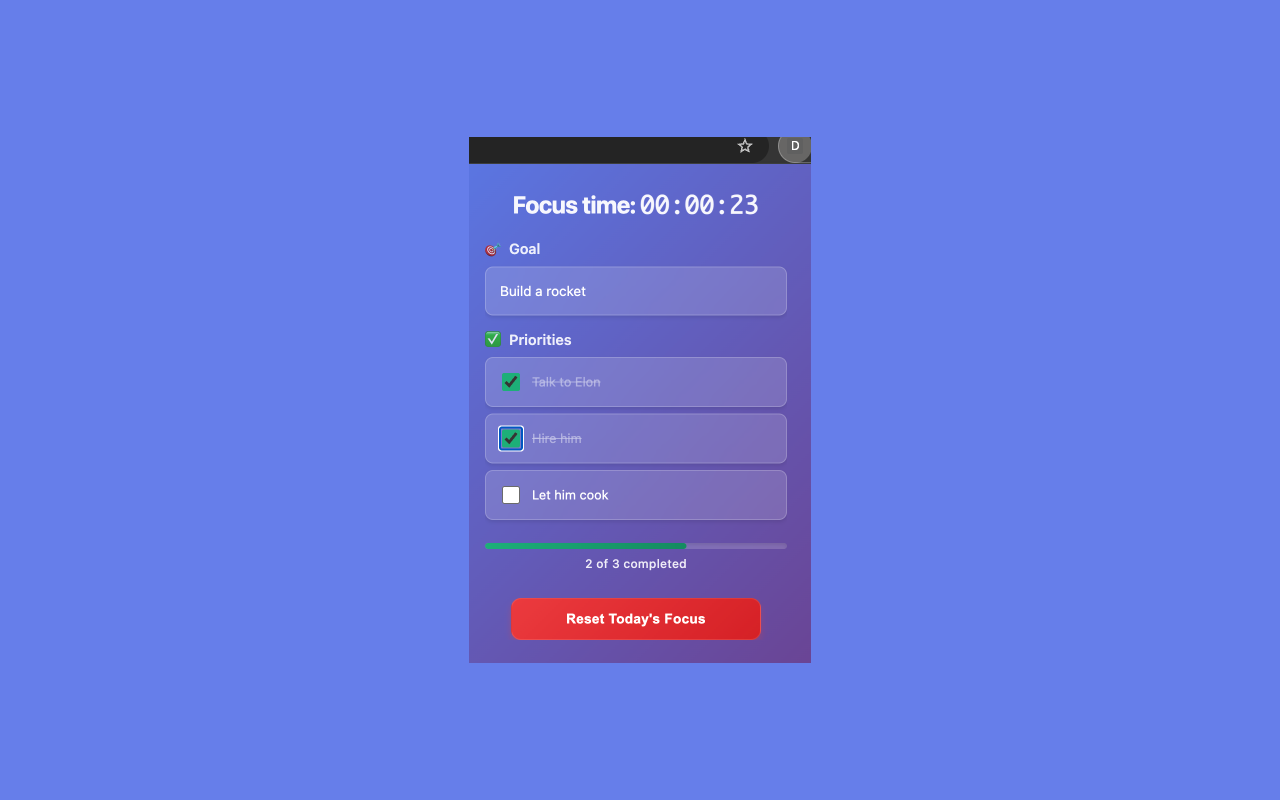 D
Focus time: 00:00:23
🎯 Goal
Build a rocket
✅ Priorities
Talk to Elon
Hire him
Let him cook
2 of 3 completed
Reset Today's Focus